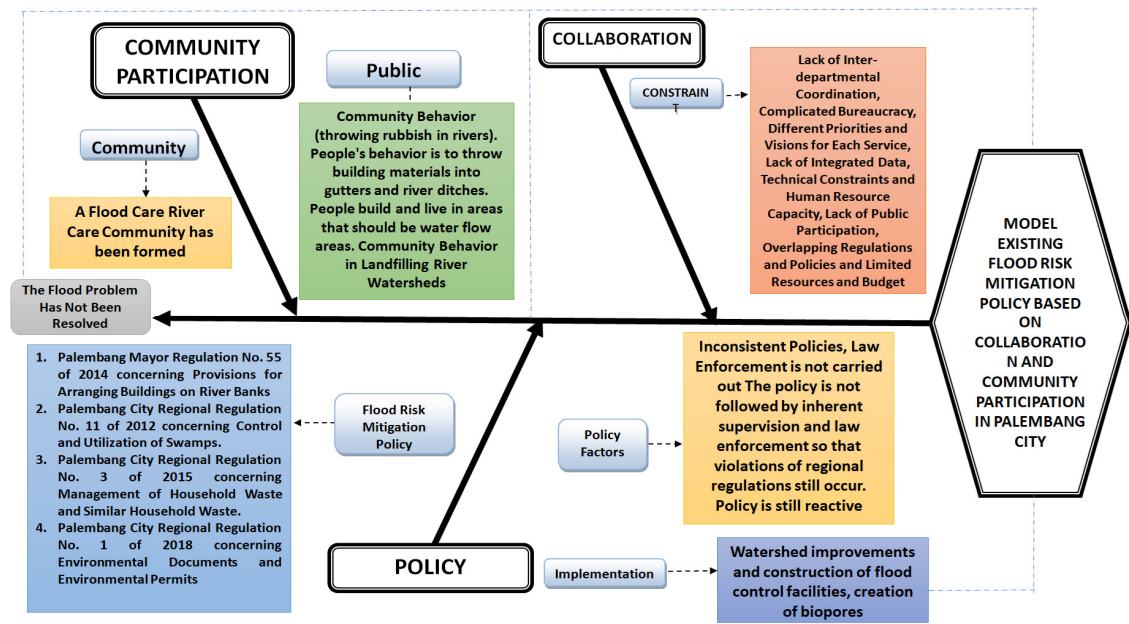 COMMUNITY
PARTICIPATION
Public
Community
Community Behavior
(throwing rubbish in rivers).
People's behavior is to throw
building materials into
gutters and river ditches.
People build and live in areas
that should be water flow
areas. Community Behavior
in Landfilling River
Watersheds
A Flood Care River
Care Community has
been formed
COLLABORATION
CONSTRAIN
T
Lack of Inter-
departmental
Coordination,
Complicated Bureaucracy,
Different Priorities and
Visions for Each Service,
Lack of Integrated Data,
Technical Constraints and
Human Resource
Capacity, Lack of Public
Participation,
Overlapping Regulations
and Policies and Limited
Resources and Budget
MODEL
EXISTING
FLOOD RISK
MITIGATION
POLICY BASED
ON
COLLABORATIO
N AND
COMMUNITY
PARTICIPATION
IN PALEMBANG
CITY
The Flood Problem
Has Not Been
Resolved
1. Palembang Mayor Regulation No. 55
of 2014 concerning Provisions for
Arranging Buildings on River Banks
2. Palembang City Regional Regulation
No. 11 of 2012 concerning Control
and Utilization of Swamps.
3. Palembang City Regional Regulation
No. 3 of 2015 concerning
Management of Household Waste
and Similar Household Waste.
4. Palembang City Regional Regulation
No. 1 of 2018 concerning
Environmental Documents and
Environmental Permits
Flood Risk
Mitigation
Policy
POLICY
Policy
Factors
Inconsistent Policies, Law
Enforcement is not carried
out The policy is not
followed by inherent
supervision and law
enforcement so that
violations of regional
regulations still occur.
Policy is still reactive
Implementation
Watershed improvements
and construction of flood
control facilities, creation
of biopores